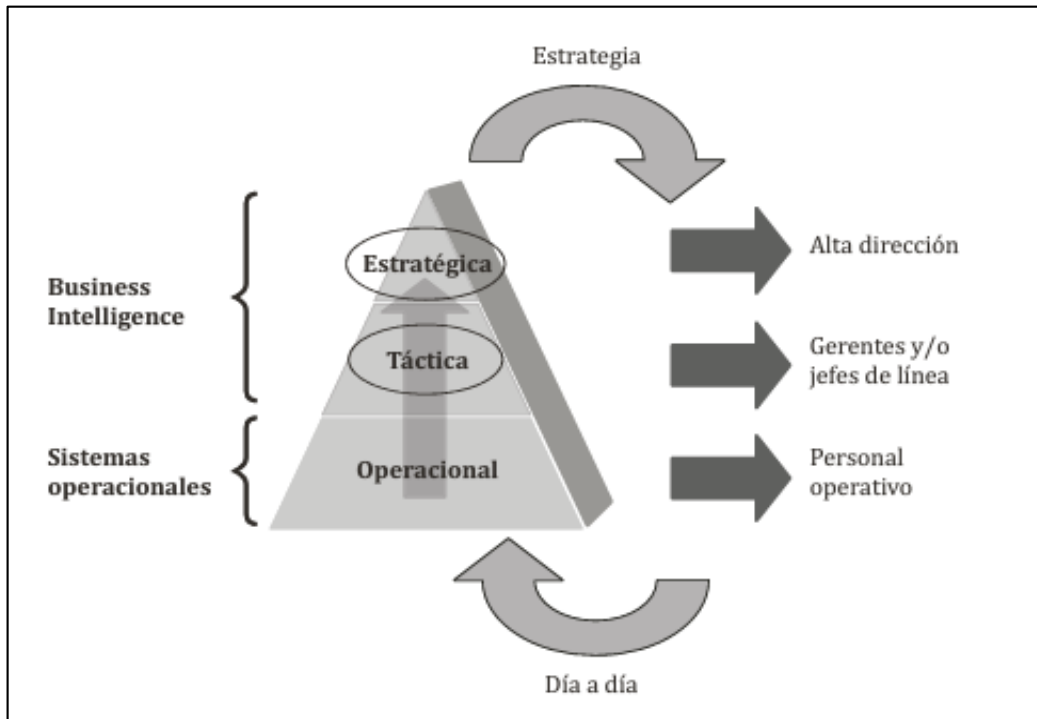 Estrategia
Business
Intelligence
Estratégica
Alta dirección
Táctica
Gerentes y/o
jefes de línea
Sistemas
operacionales
Operacional
Personal
operativo
Día a día